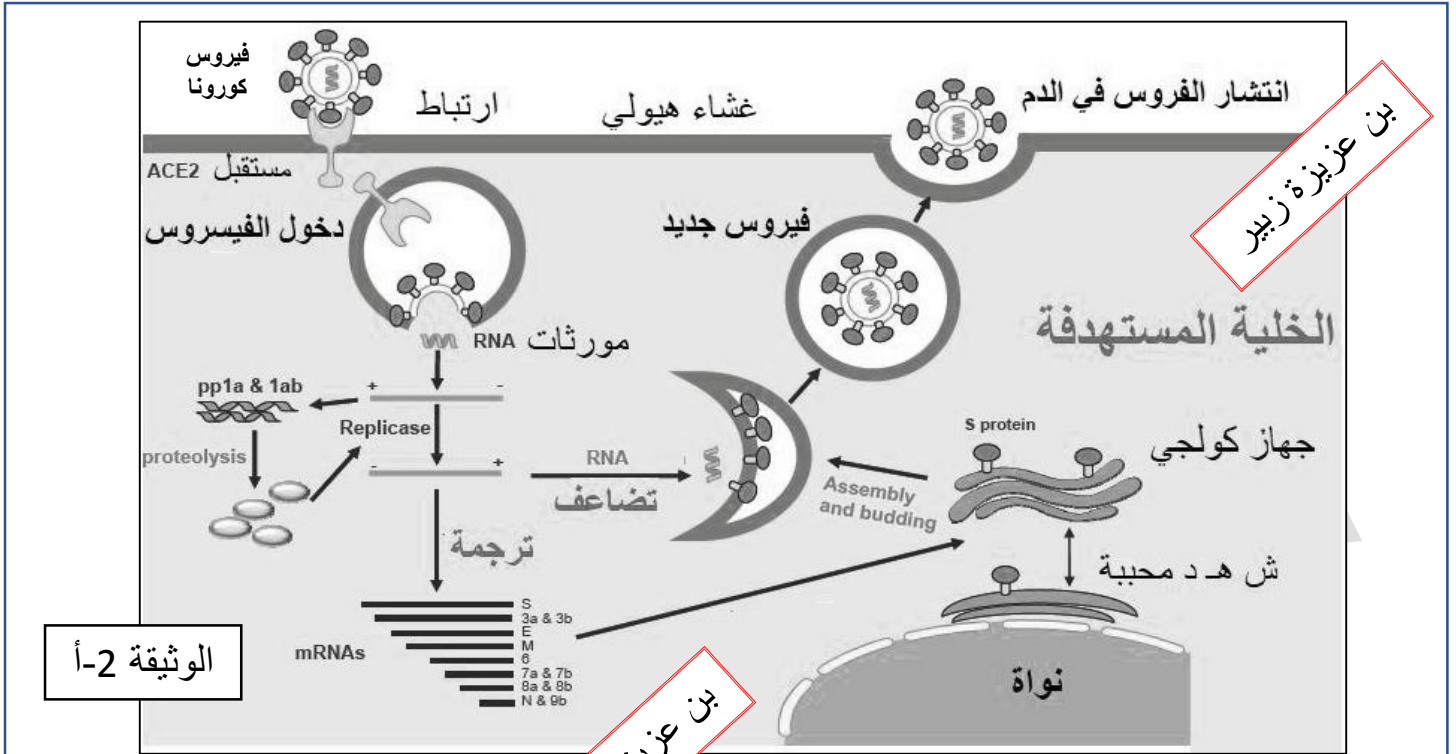 فيروس
كورونا
ارتباط
غشاء هيولي
انتشار الفروس في الدم
بن عزيزة زبير
مستقبل ACE2
دخول الفيسروس
فيروس جديد
الخلية المستهدفة
مورثات RNA
pp1a & 1ab
+ -
Replicase
proteolysis
- +
RNA
تضاعف
S protein
جهاز كولجي
Assembly
and budding
ترجمة
ش هـ د محببة
S
3a & 3b
E
M
6
7a & 7b
8a & 8b
N & 9b
mRNAs
نواة
الوثيقة 2-أ
بن